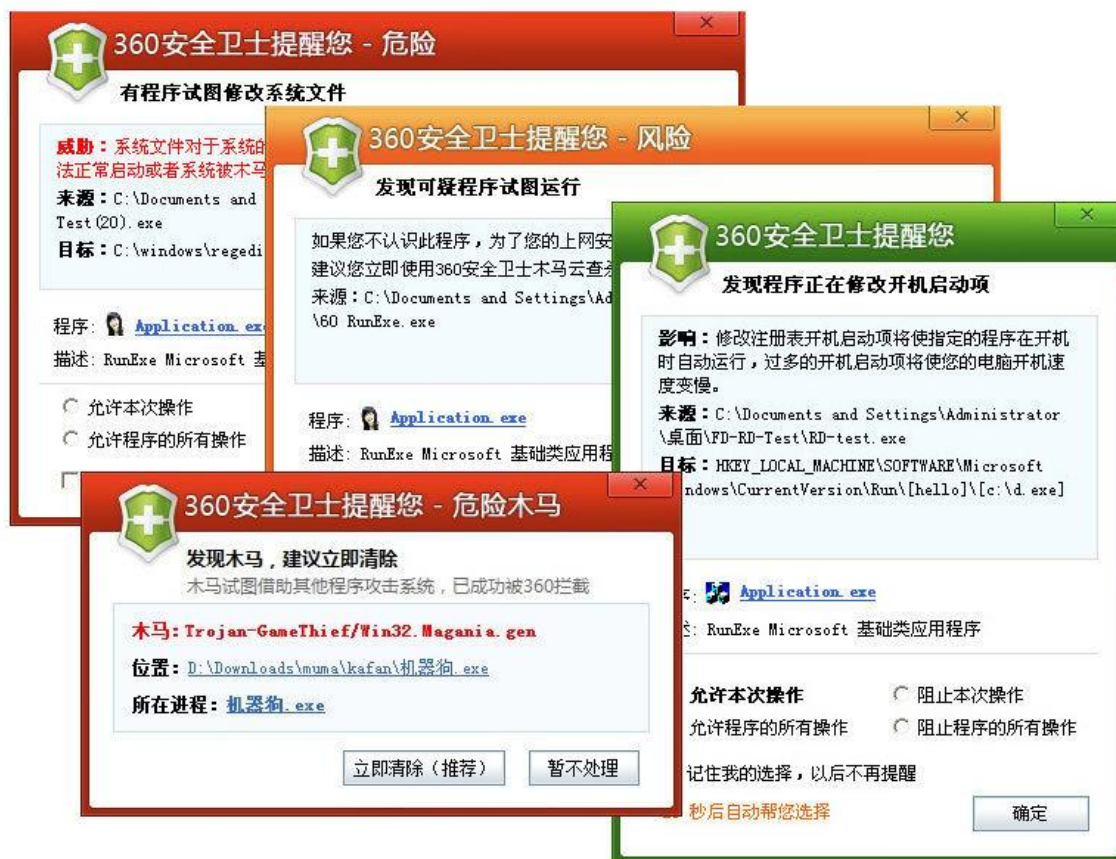 360安全卫士提醒您 - 危险
有程序试图修改系统文件
威胁：系统文件对于系统的
法正常启动或者系统被木马
来源：C:\Documents and
Test(20).exe
目标：C:\windows\regedi
程序: Application.exe
描述: RunExe Microsoft 基
允许本次操作
允许程序的所有操作
360安全卫士提醒您 - 风险
发现可疑程序试图运行
如果您不认识此程序，为了您的上网安
建议您立即使用360安全卫士木马云查杀
来源：C:\Documents and Settings\Ad
\60 RunExe.exe
程序: Application.exe
描述: RunExe Microsoft 基础类应用程
360安全卫士提醒您
发现程序正在修改开机启动项
影响：修改注册表开机启动项将使指定的程序在开机
时自动运行，过多的开机启动项将使您的电脑开机速
度变慢。
来源：C:\Documents and Settings\Administrator
\桌面\FD-RD-Test\RD-test.exe
目标：HKEY_LOCAL_MACHINE\SOFTWARE\Microsoft
ndows\CurrentVersion\Run\[hello]\[c:\d.exe]
Application.exe
RunExe Microsoft 基础类应用程序
允许本次操作 阻止本次操作
允许程序的所有操作 阻止程序的所有操作
记住我的选择，以后不再提醒
秒后自动帮您选择 确定
360安全卫士提醒您 - 危险木马
发现木马，建议立即清除
木马试图借助其他程序攻击系统，已成功被360拦截
木马:Trojan-GameThief/Win32.Magania.gen
位置：D:\Downloads\muma\kafan\机器狗.exe
所在进程：机器狗.exe
立即清除（推荐） 暂不处理